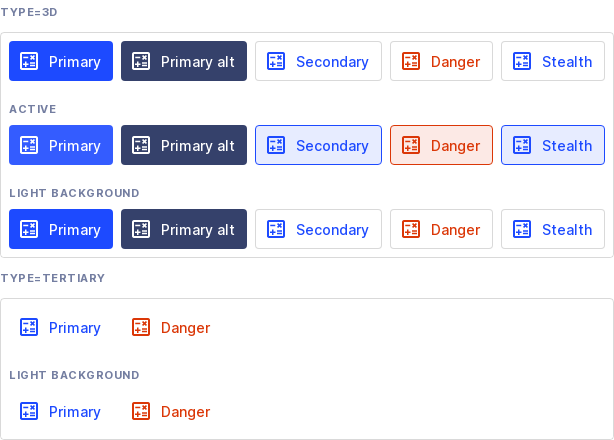 TYPE=3D
Primary Primary alt Secondary Danger Stealth
ACTIVE
Primary Primary alt Secondary Danger Stealth
LIGHT BACKGROUND
Primary Primary alt Secondary Danger Stealth
TYPE=TERTIARY
Primary Danger
LIGHT BACKGROUND
Primary Danger